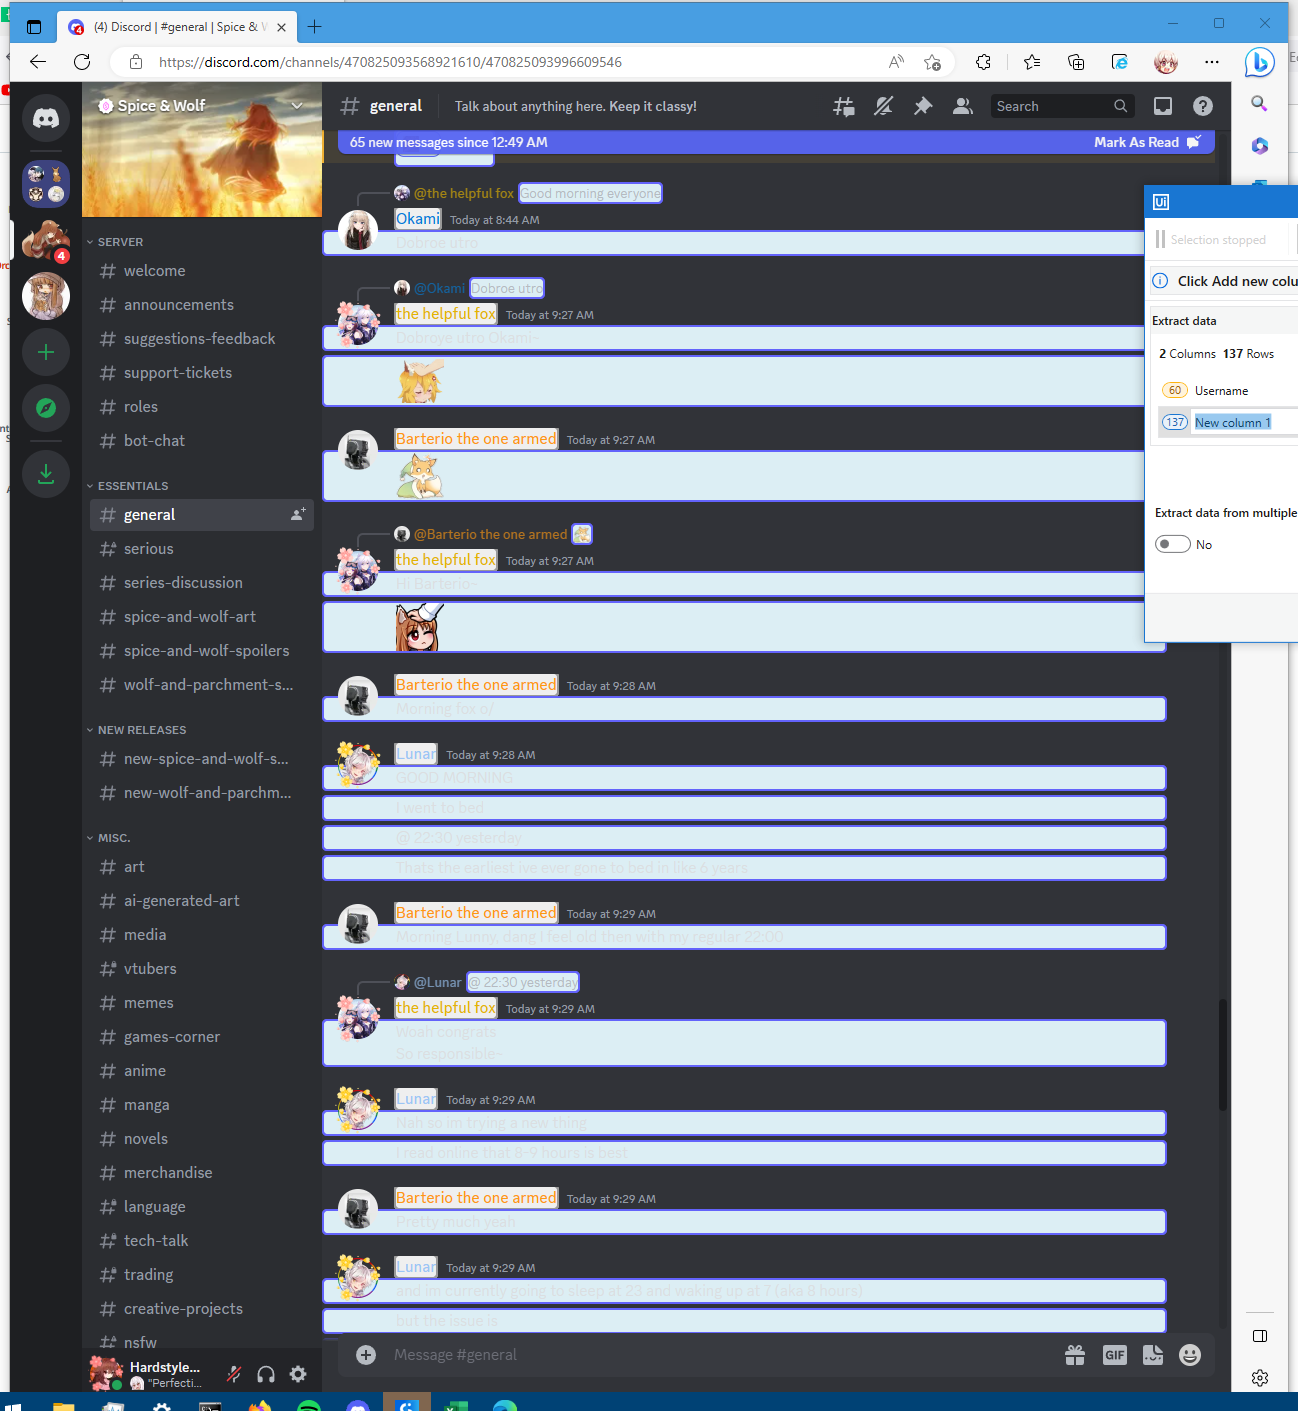 (4) Discord | #general | Spice & W
https://discord.com/channels/470825093568921610/470825093996609546
Spice & Wolf
general
Talk about anything here. Keep it classy!
Search
65 new messages since 12:49 AM
Mark As Read
SERVER
welcome
announcements
suggestions-feedback
support-tickets
roles
bot-chat
ESSENTIALS
general
serious
series-discussion
spice-and-wolf-art
spice-and-wolf-spoilers
wolf-and-parchment-s...
NEW RELEASES
new-spice-and-wolf-s...
new-wolf-and-parchm...
MISC.
art
ai-generated-art
media
vtubers
memes
games-corner
anime
manga
novels
merchandise
language
tech-talk
trading
creative-projects
nsfw
4
Hardstyle...
"Perfecti...
@the helpful fox Good morning everyone
Okami Today at 8:44 AM
Dobroe utro
@Okami Dobroe utro
the helpful fox Today at 9:27 AM
Dobroye utro Okami~
Barterio the one armed Today at 9:27 AM
@Barterio the one armed
the helpful fox Today at 9:27 AM
Hi Barterio~
Barterio the one armed Today at 9:28 AM
Morning fox o/
Lunar Today at 9:28 AM
GOOD MORNING
I went to bed
@ 22:30 yesterday
Thats the earliest ive ever gone to bed in like 6 years
Barterio the one armed Today at 9:29 AM
Morning Lunny, dang I feel old then with my regular 22:00
@Lunar @ 22:30 yesterday
the helpful fox Today at 9:29 AM
Woah congrats
So responsible~
Lunar Today at 9:29 AM
Nah so im trying a new thing
I read online that 8-9 hours is best
Barterio the one armed Today at 9:29 AM
Pretty much yeah
Lunar Today at 9:29 AM
and im currently going to sleep at 23 and waking up at 7 (aka 8 hours)
but the issue is
Message #general
GIF
Ui
Selection stopped
Click Add new colu
Extract data
2 Columns 137 Rows
60 Username
137 New column 1
Extract data from multiple
No